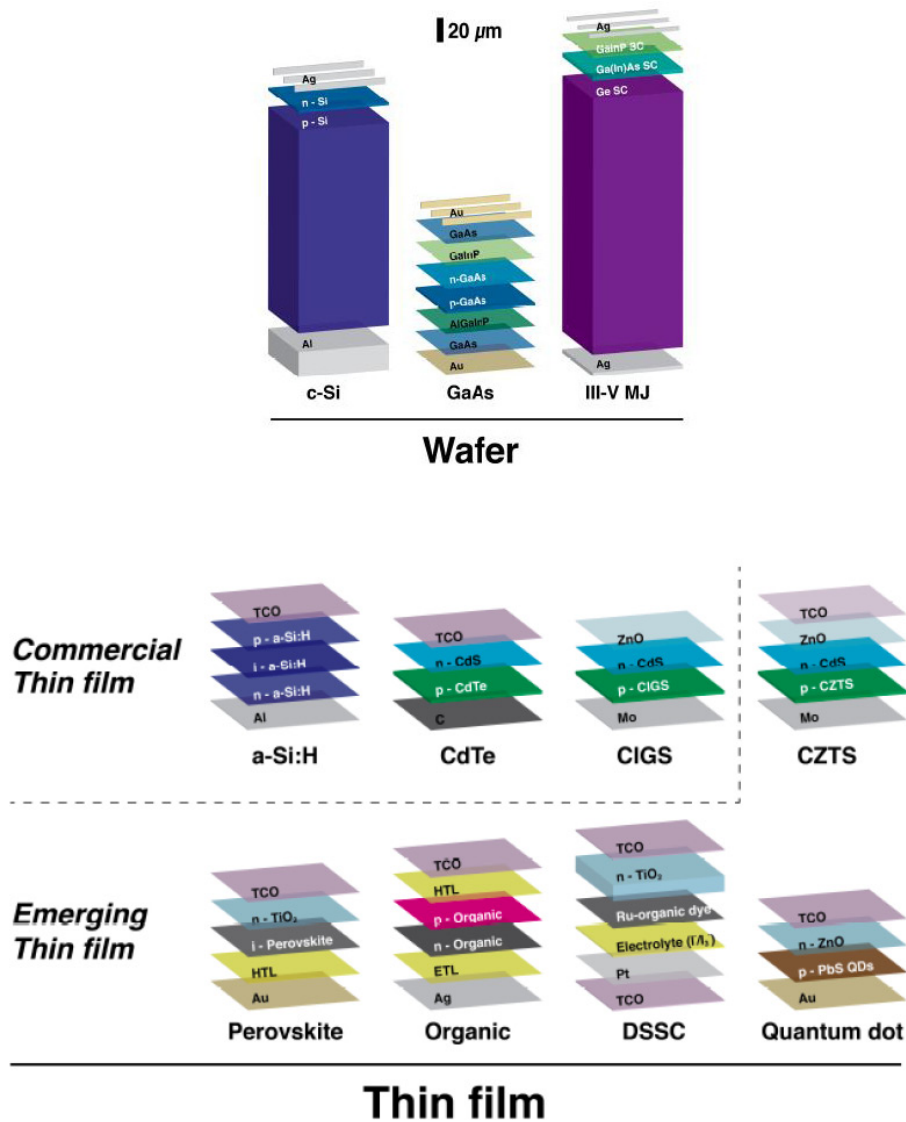 20 µm
Ag
n - Si
p - Si
Al
c-Si
Au
GaAs
GaInP
n-GaAs
p-GaAs
AlGaInP
GaAs
Au
GaAs
Ag
GaInP 3C
Ga(In)As SC
Ge SC
Ag
III-V MJ
Wafer
Commercial
Thin film
TCO
p - a-Si:H
i - a-Si:H
n - a-Si:H
Al
a-Si:H
TCO
n - CdS
p - CdTe
C
CdTe
ZnO
n - CdS
p - CIGS
Mo
CIGS
TCO
ZnO
n - CdS
p - CZTS
Mo
CZTS
Emerging
Thin film
TCO
n - TiO₂
i - Perovskite
HTL
Au
Perovskite
TCO
HTL
p - Organic
n - Organic
ETL
Ag
Organic
TCO
n - TiO₂
Ru-organic dye
Electrolyte (I⁻/I₃⁻)
Pt
TCO
DSSC
TCO
n - ZnO
p - PbS QDs
Au
Quantum dot
Thin film